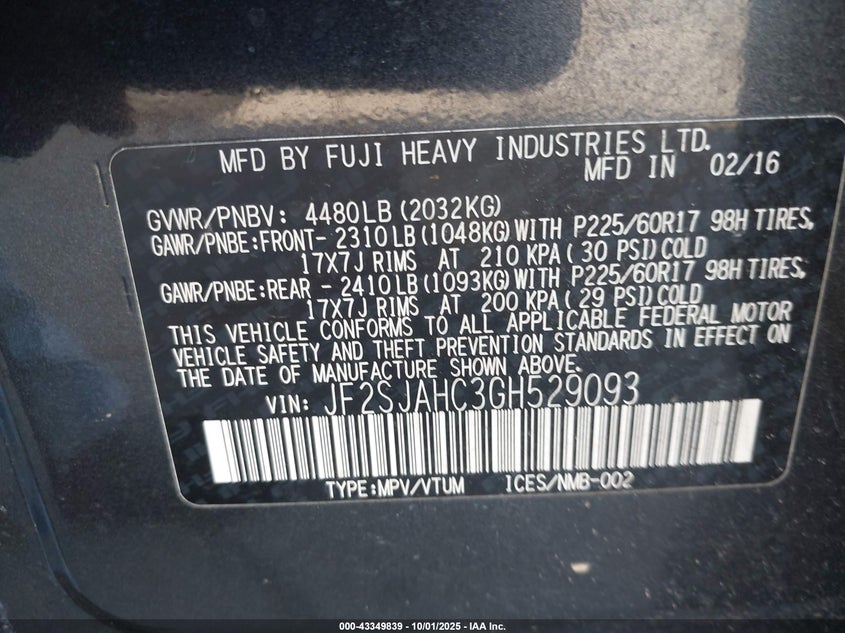 MFD BY FUJI HEAVY INDUSTRIES LTD.
MFD IN 02/16
GVWR/PNBV: 4480LB(2032KG)
GAWR/PNBE:FRONT- 2310LB(1048KG)WITH P225/60R17 98H TIRES,
17X7J RIMS AT 210 KPA(30 PSI)COLD
GAWR/PNBE:REAR - 2410LB(1093KG)WITH P225/60R17 98H TIRES,
17X7J RIMS AT 200 KPA(29 PSI)COLD
THIS VEHICLE CONFORMS TO ALL APPLICABLE FEDERAL MOTOR
VEHICLE SAFETY AND THEFT PREVENTION STANDARDS IN EFFECT ON
THE DATE OF MANUFACTURE SHOWN ABOVE.
VIN: JF2SJAHC3GH529093
TYPE:MPV/VTUM ICES/NMB-002
000-43349839 - 10/01/2025 - IAA Inc.